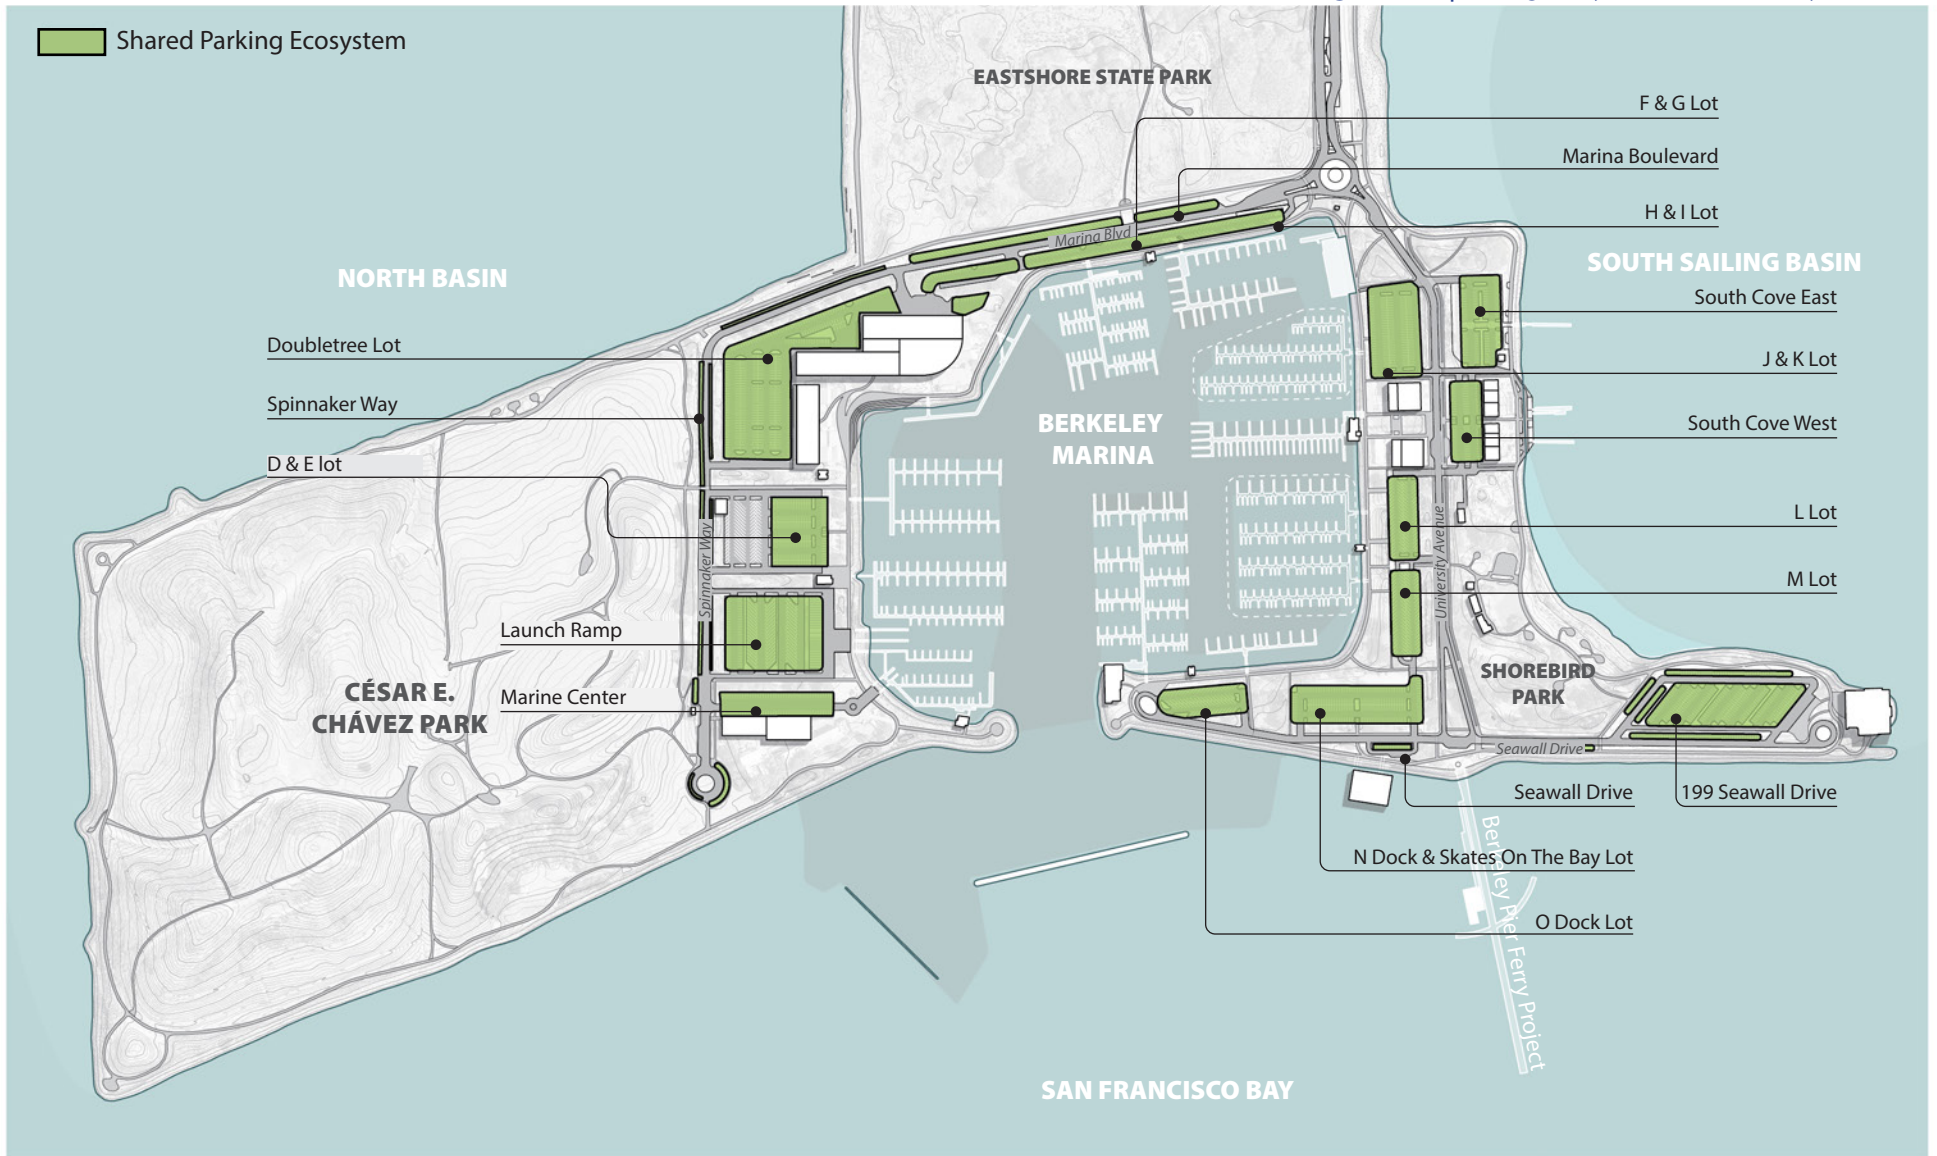 Shared Parking Ecosystem
EASTSHORE STATE PARK
F & G Lot
Marina Boulevard
H & I Lot
Marina Blvd
NORTH BASIN
SOUTH SAILING BASIN
South Cove East
Doubletree Lot
J & K Lot
Spinnaker Way
BERKELEY
MARINA
South Cove West
D & E lot
L Lot
Spinnaker Way
University Avenue
M Lot
Launch Ramp
SHOREBIRD
PARK
CÉSAR E.
CHÁVEZ PARK
Marine Center
Seawall Drive
Seawall Drive
199 Seawall Drive
N Dock & Skates On The Bay Lot
O Dock Lot
Berkeley Pier Ferry Project
SAN FRANCISCO BAY